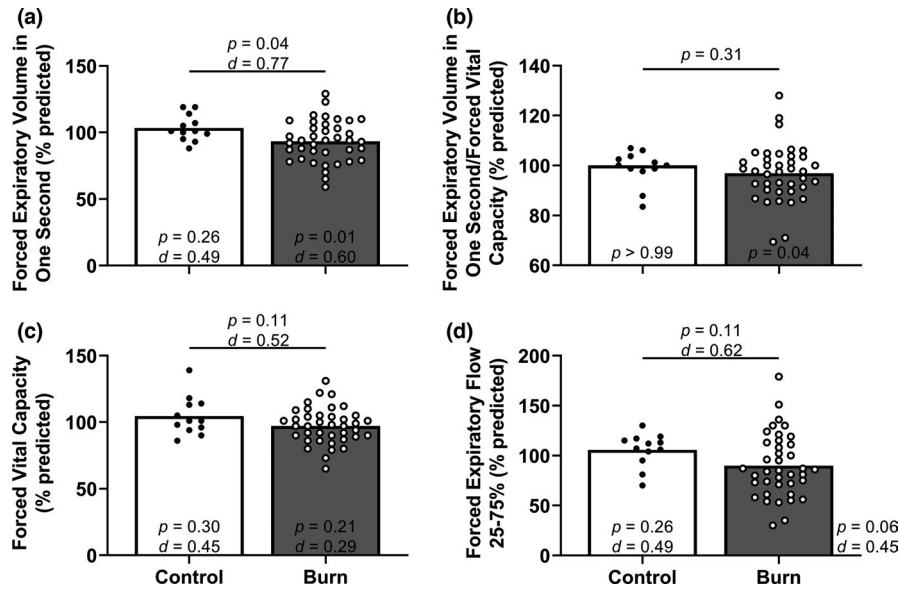 (a)
Forced Expiratory Volume in
One Second (% predicted)
150
100
50
0
p = 0.04
d = 0.77
p = 0.26
d = 0.49
p = 0.01
d = 0.60
(b)
Forced Expiratory Volume in
One Second/Forced Vital
Capacity (% predicted)
140
120
100
80
60
p = 0.31
p > 0.99
p = 0.04
(c)
Forced Vital Capacity
(% predicted)
150
100
50
0
p = 0.11
d = 0.52
p = 0.30
d = 0.45
p = 0.21
d = 0.29
Control
Burn
(d)
Forced Expiratory Flow
25-75% (% predicted)
200
150
100
50
0
p = 0.11
d = 0.62
p = 0.26
d = 0.49
p = 0.06
d = 0.45
Control
Burn